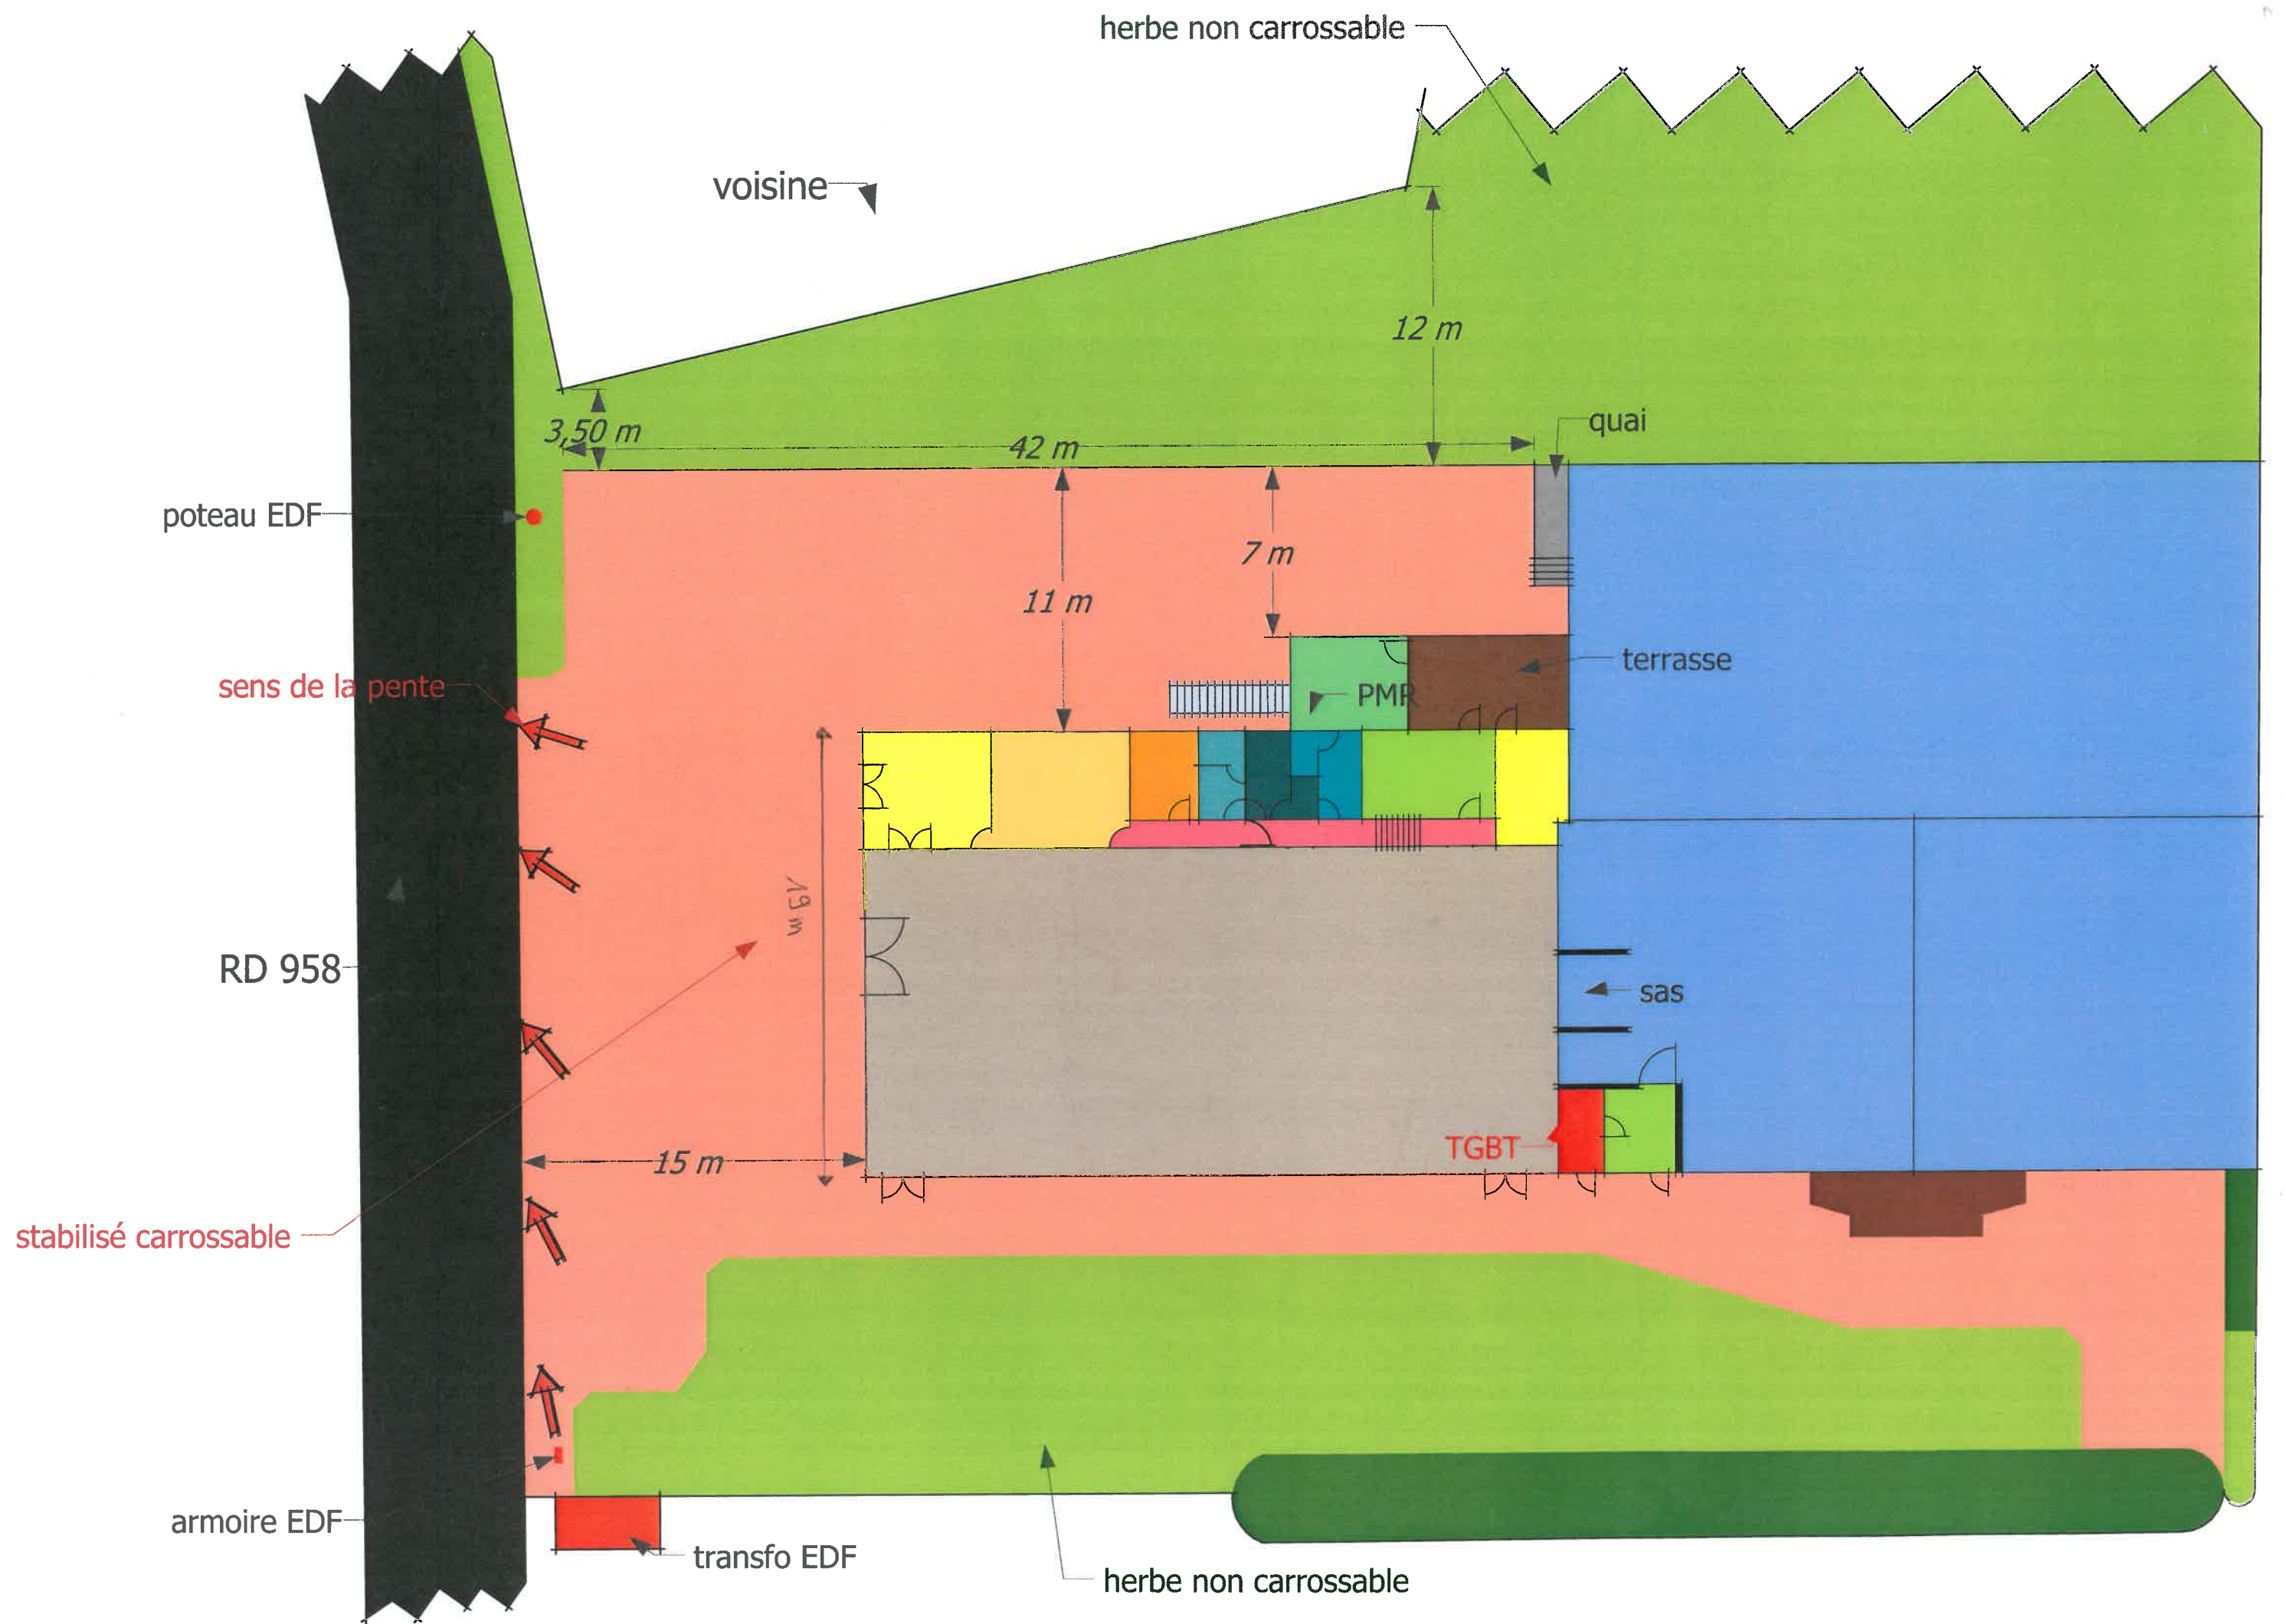 herbe non carrossable
voisine
12 m
quai
3,50 m
42 m
poteau EDF
7 m
11 m
terrasse
sens de la pente
PMR
19 m
RD 958
sas
TGBT
15 m
stabilisé carrossable
armoire EDF
transfo EDF
herbe non carrossable